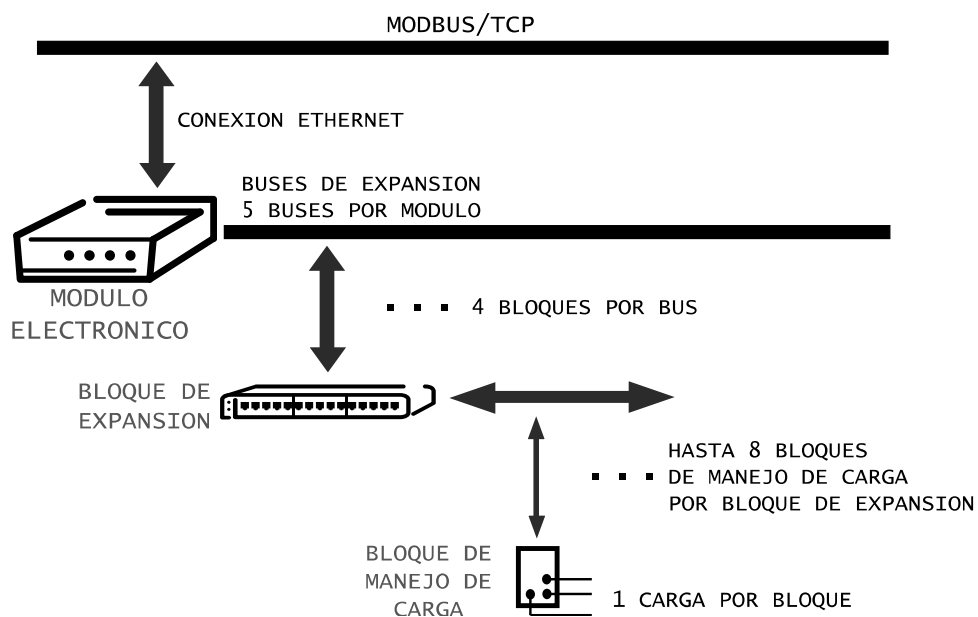 MODBUS/TCP
CONEXION ETHERNET
BUSES DE EXPANSION
5 BUSES POR MODULO
MODULO
ELECTRONICO
4 BLOQUES POR BUS
BLOQUE DE
EXPANSION
HASTA 8 BLOQUES
DE MANEJO DE CARGA
POR BLOQUE DE EXPANSION
BLOQUE DE
MANEJO DE
CARGA
1 CARGA POR BLOQUE